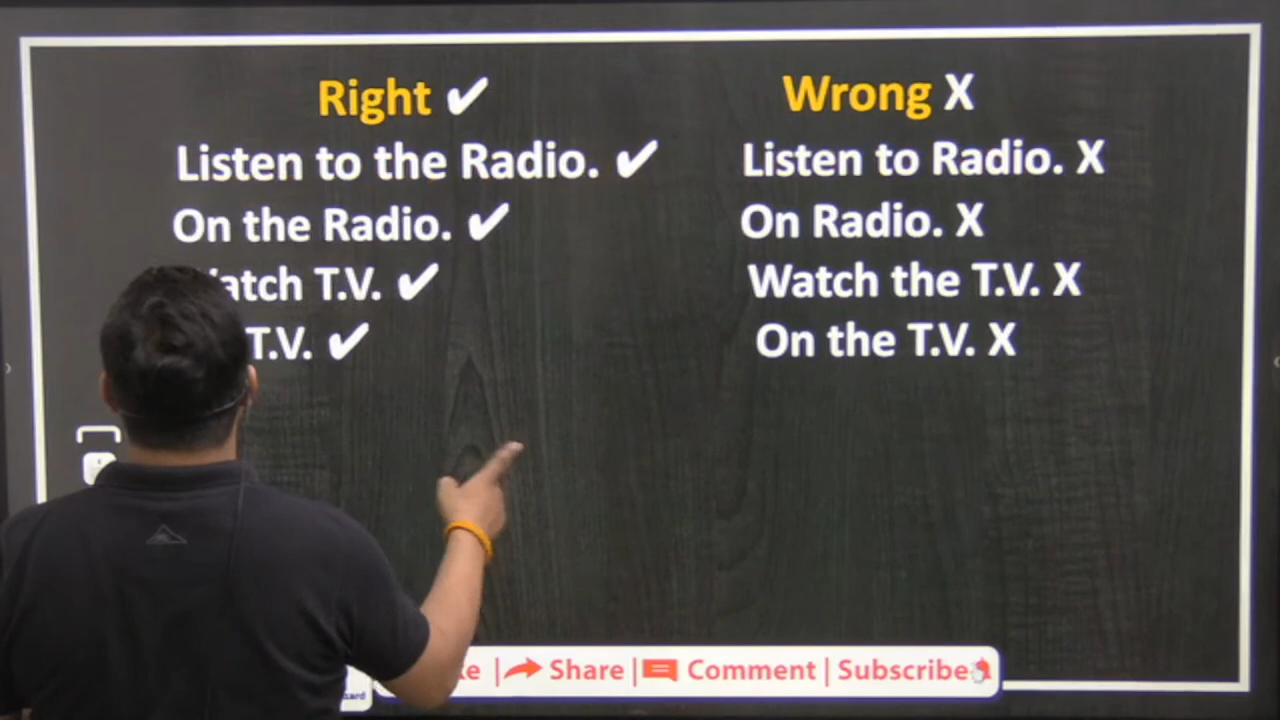 Right ✔
Wrong X
Listen to the Radio. ✔
Listen to Radio. X
On the Radio. ✔
On Radio. X
atch T.V. ✔
Watch the T.V. X
T.V. ✔
On the T.V. X
| Share | Comment | Subscribe